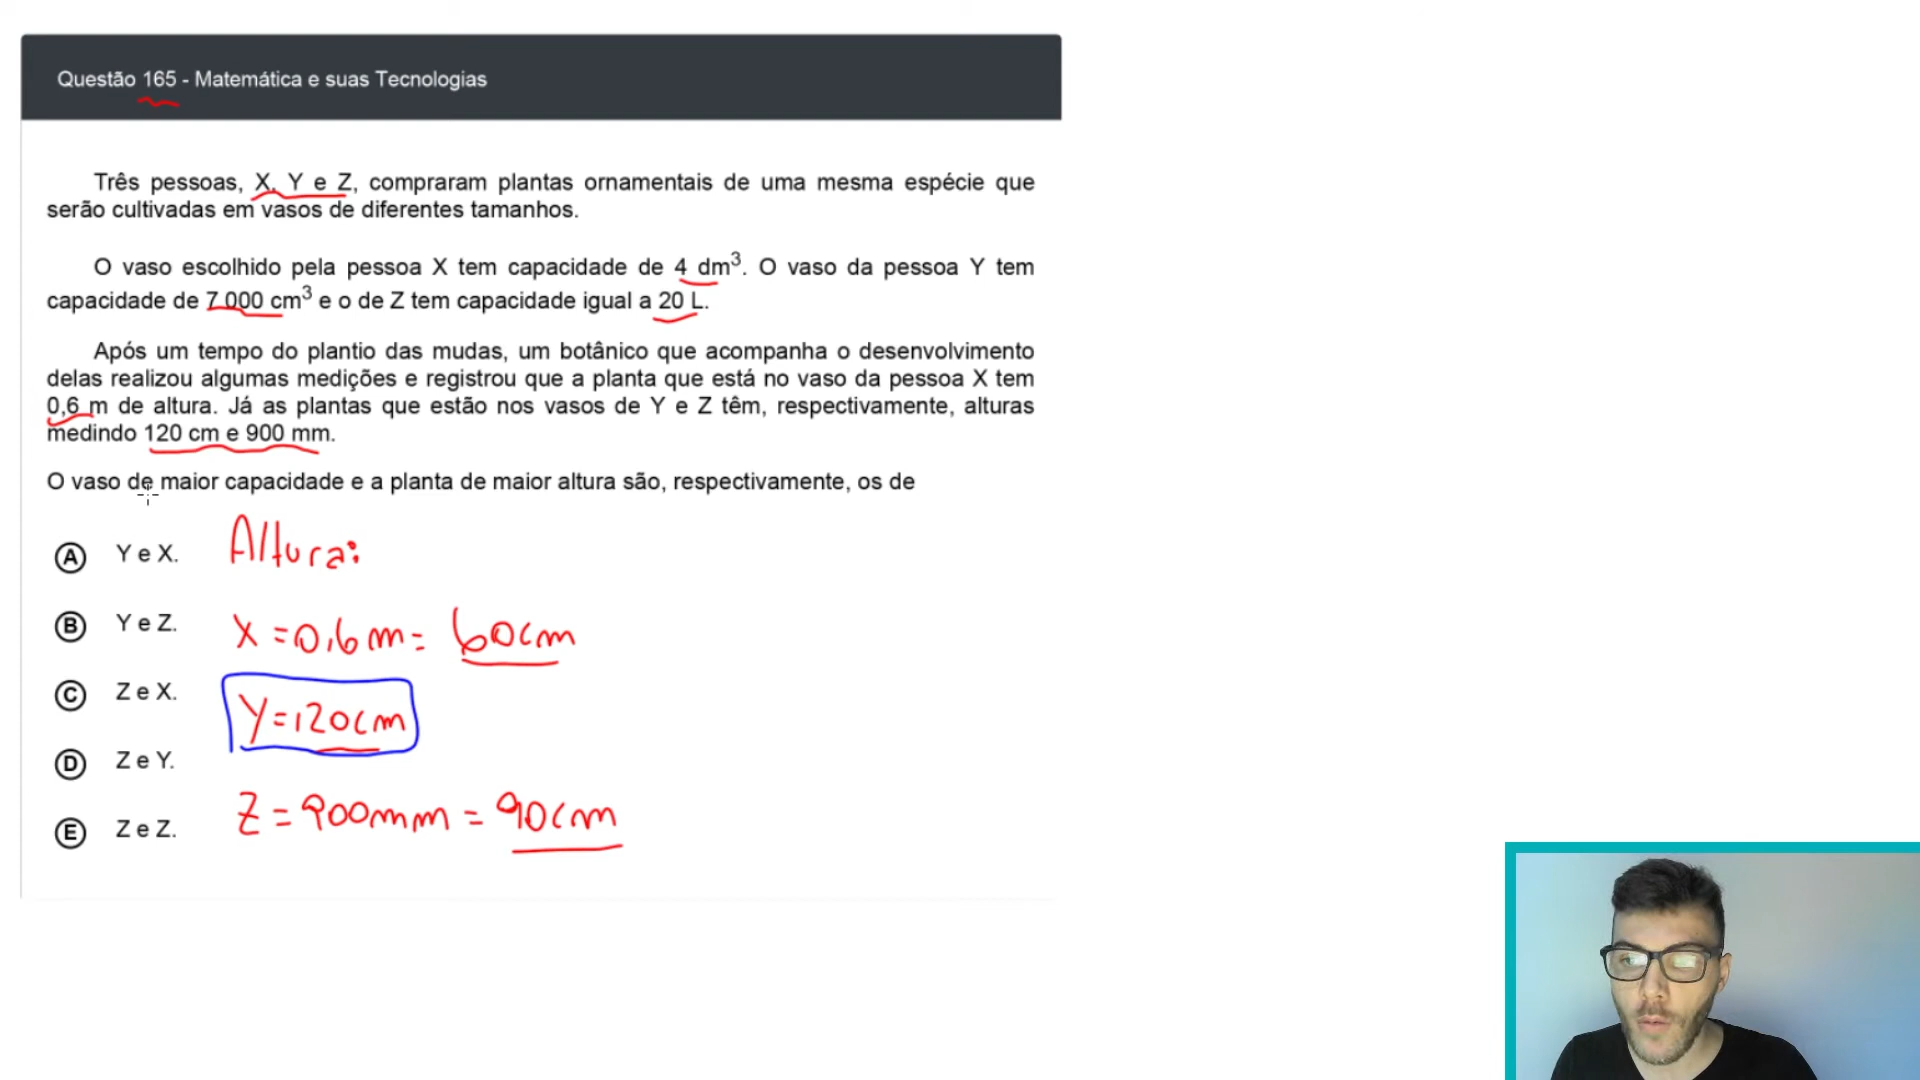 Questão 165 - Matemática e suas Tecnologias
Três pessoas, X, Y e Z, compraram plantas ornamentais de uma mesma espécie que
serão cultivadas em vasos de diferentes tamanhos.
O vaso escolhido pela pessoa X tem capacidade de 4 dm³. O vaso da pessoa Y tem
capacidade de 7 000 cm³ e o de Z tem capacidade igual a 20 L.
Após um tempo do plantio das mudas, um botânico que acompanha o desenvolvimento
delas realizou algumas medições e registrou que a planta que está no vaso da pessoa X tem
0,6 m de altura. Já as plantas que estão nos vasos de Y e Z têm, respectivamente, alturas
medindo 120 cm e 900 mm.
O vaso de maior capacidade e a planta de maior altura são, respectivamente, os de
A Y e X.
B Y e Z.
C Z e X.
D Z e Y.
E Z e Z.
Altura:
X = 0,6 m = 60cm
Y = 120cm
Z = 900mm = 90cm